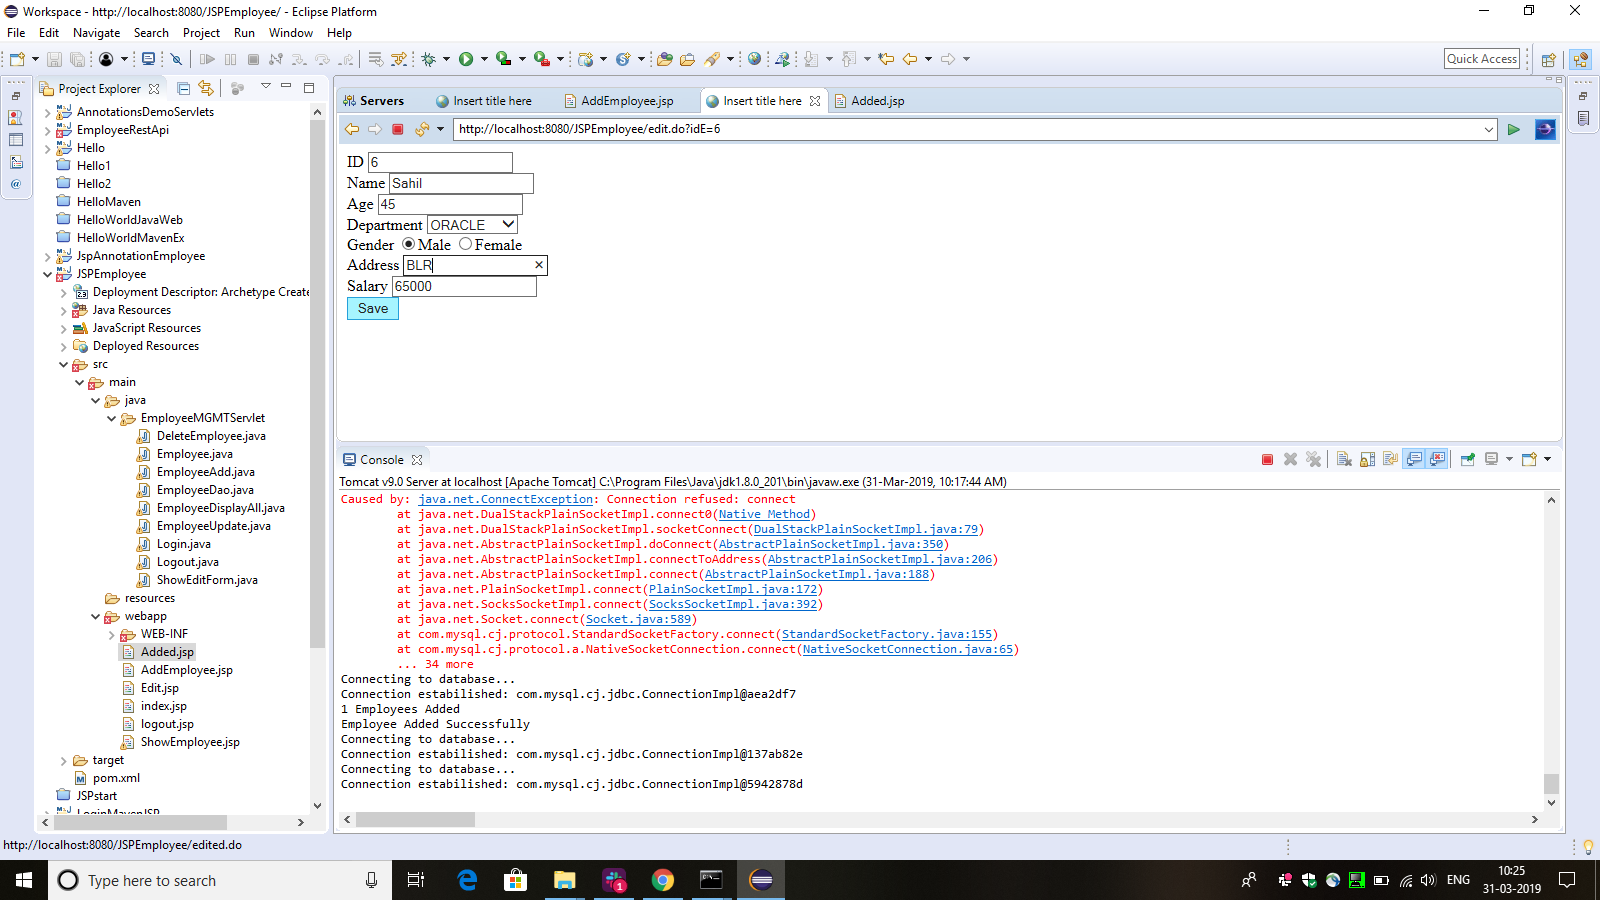 Workspace - http://localhost:8080/JSPEmployee/ - Eclipse Platform
File Edit Navigate Search Project Run Window Help
Quick Access
Project Explorer
AnnotationsDemoServlets
EmployeeRestApi
Hello
Hello1
Hello2
HelloMaven
HelloWorldJavaWeb
HelloWorldMavenEx
JspAnnotationEmployee
JSPEmployee
Deployment Descriptor: Archetype Create
Java Resources
JavaScript Resources
Deployed Resources
src
main
java
EmployeeMGMTServlet
DeleteEmployee.java
Employee.java
EmployeeAdd.java
EmployeeDao.java
EmployeeDisplayAll.java
EmployeeUpdate.java
Login.java
Logout.java
ShowEditForm.java
resources
webapp
WEB-INF
Added.jsp
AddEmployee.jsp
Edit.jsp
index.jsp
logout.jsp
ShowEmployee.jsp
target
pom.xml
JSPstart
LoginMavenJSP
Servers Insert title here AddEmployee.jsp Insert title here Added.jsp
http://localhost:8080/JSPEmployee/edit.do?idE=6
ID 6
Name Sahil
Age 45
Department ORACLE
Gender Male Female
Address BLR
Salary 65000
Save
Console
Tomcat v9.0 Server at localhost [Apache Tomcat] C:\Program Files\Java\jdk1.8.0_201\bin\javaw.exe (31-Mar-2019, 10:17:44 AM)
Caused by: java.net.ConnectException: Connection refused: connect
at java.net.DualStackPlainSocketImpl.connect0(Native Method)
at java.net.DualStackPlainSocketImpl.socketConnect(DualStackPlainSocketImpl.java:79)
at java.net.AbstractPlainSocketImpl.doConnect(AbstractPlainSocketImpl.java:350)
at java.net.AbstractPlainSocketImpl.connectToAddress(AbstractPlainSocketImpl.java:206)
at java.net.AbstractPlainSocketImpl.connect(AbstractPlainSocketImpl.java:188)
at java.net.PlainSocketImpl.connect(PlainSocketImpl.java:172)
at java.net.SocksSocketImpl.connect(SocksSocketImpl.java:392)
at java.net.Socket.connect(Socket.java:589)
at com.mysql.cj.protocol.StandardSocketFactory.connect(StandardSocketFactory.java:155)
at com.mysql.cj.protocol.a.NativeSocketConnection.connect(NativeSocketConnection.java:65)
... 34 more
Connecting to database...
Connection estabilished: com.mysql.cj.jdbc.ConnectionImpl@aea2df7
1 Employees Added
Employee Added Successfully
Connecting to database...
Connection estabilished: com.mysql.cj.jdbc.ConnectionImpl@137ab82e
Connecting to database...
Connection estabilished: com.mysql.cj.jdbc.ConnectionImpl@5942878d
http://localhost:8080/JSPEmployee/edited.do
Type here to search
1
ENG
10:25
31-03-2019